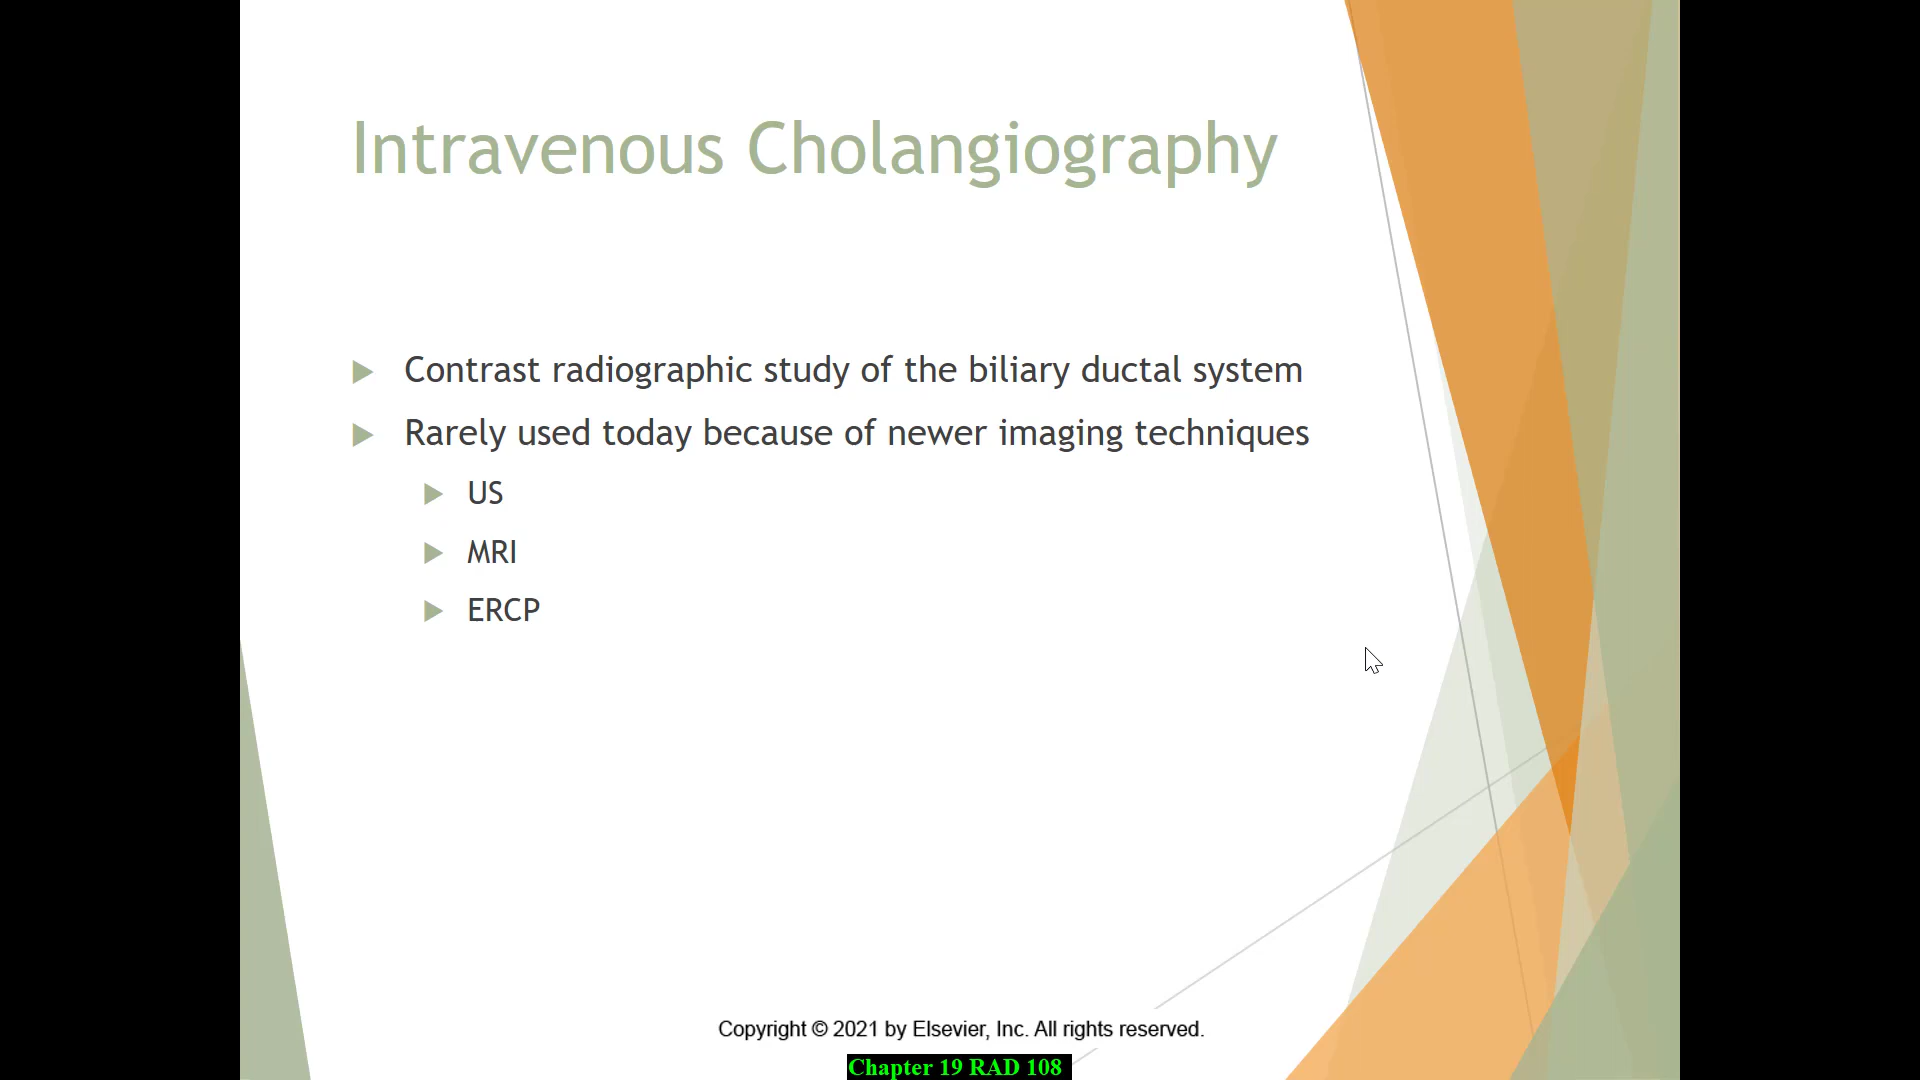 Intravenous Cholangiography
Contrast radiographic study of the biliary ductal system
Rarely used today because of newer imaging techniques
US
MRI
ERCP
Copyright © 2021 by Elsevier, Inc. All rights reserved.
Chapter 19 RAD 108